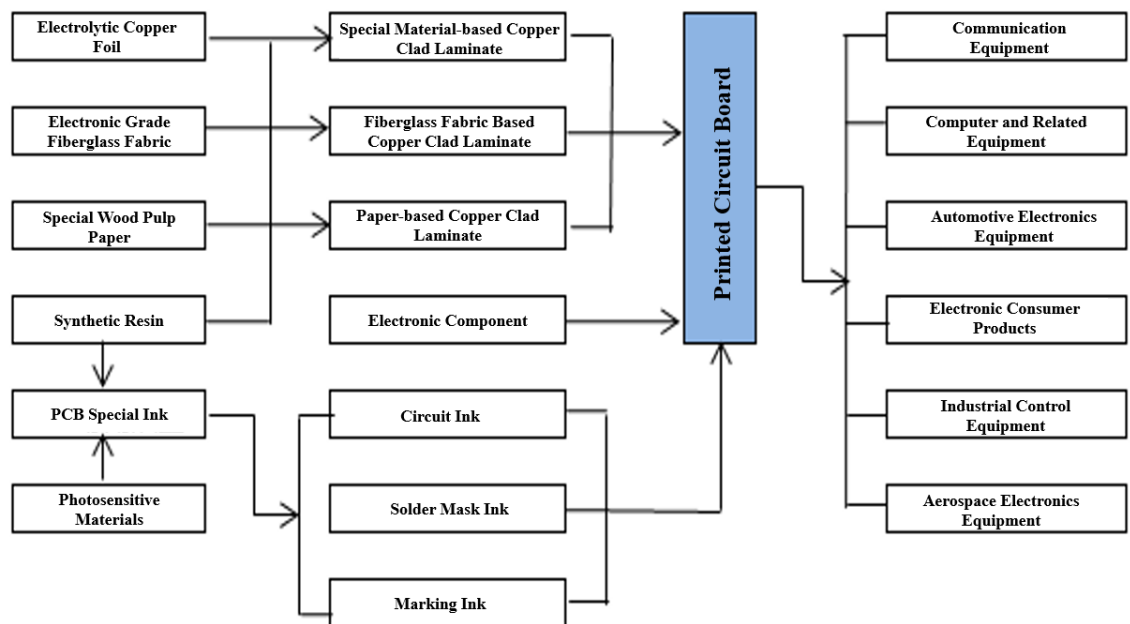 Electrolytic Copper
Foil
Special Material-based Copper
Clad Laminate
Communication
Equipment
Electronic Grade
Fiberglass Fabric
Fiberglass Fabric Based
Copper Clad Laminate
Printed Circuit Board
Computer and Related
Equipment
Special Wood Pulp
Paper
Paper-based Copper Clad
Laminate
Automotive Electronics
Equipment
Synthetic Resin
Electronic Component
Electronic Consumer
Products
PCB Special Ink
Circuit Ink
Industrial Control
Equipment
Photosensitive
Materials
Solder Mask Ink
Aerospace Electronics
Equipment
Marking Ink